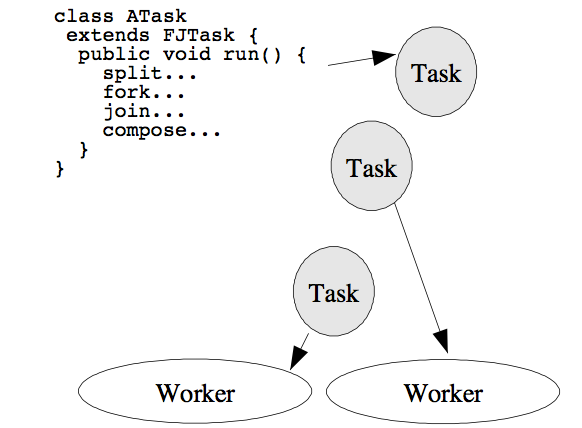 class ATask
extends FJTask {
public void run() {
split...
fork...
join...
compose...
}
}
Task
Task
Task
Worker
Worker